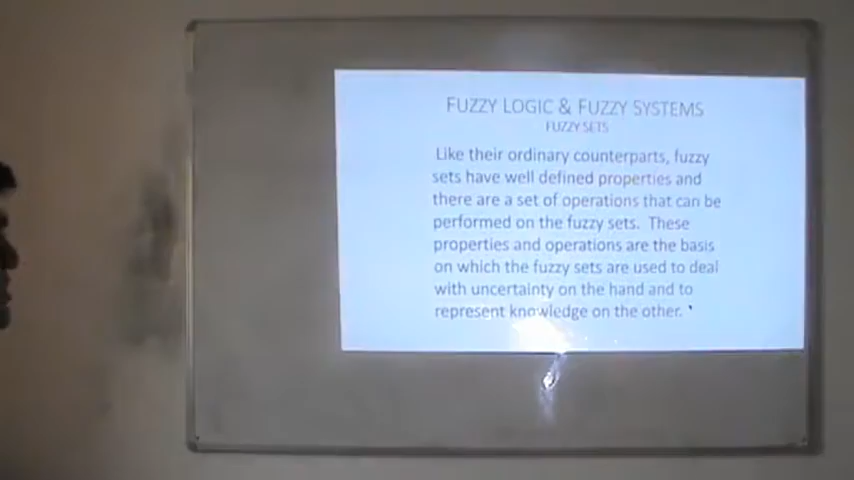 FUZZY LOGIC & FUZZY SYSTEMS
FUZZY SETS
Like their ordinary counterparts, fuzzy
sets have well defined properties and
there are a set of operations that can be
performed on the fuzzy sets. These
properties and operations are the basis
on which the fuzzy sets are used to deal
with uncertainty on the hand and to
represent knowledge on the other.